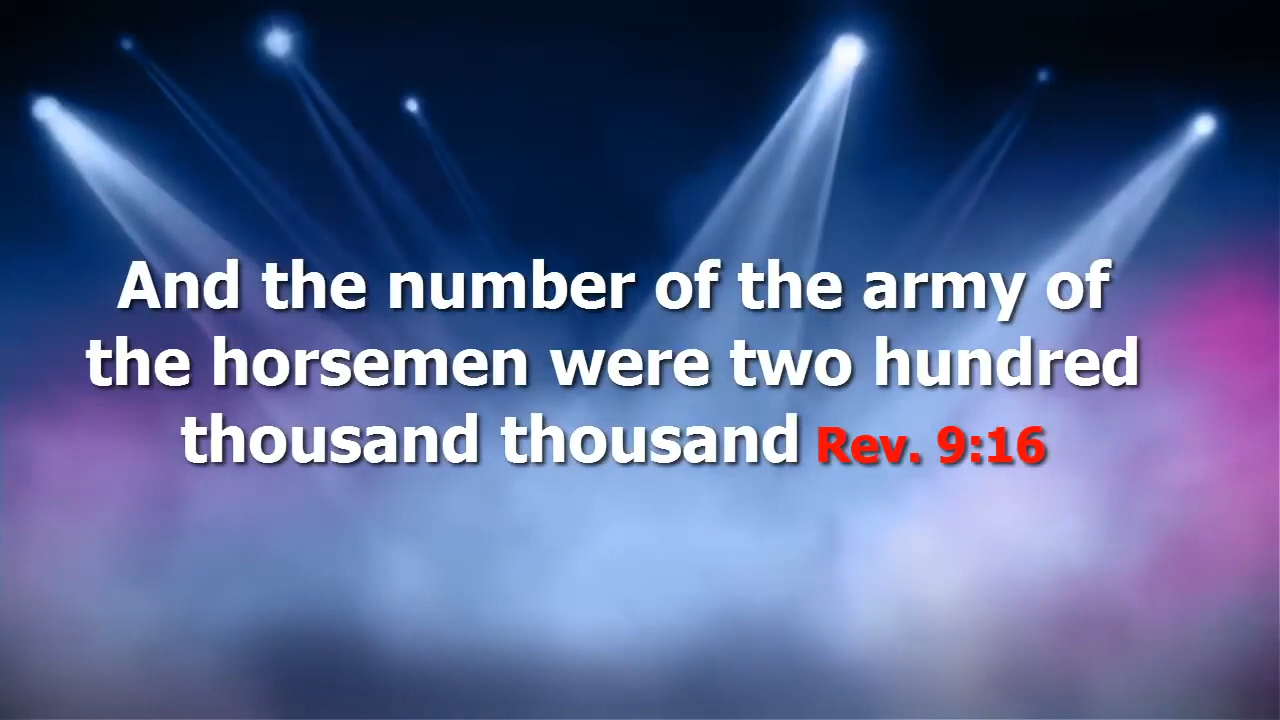 And the number of the army of
the horsemen were two hundred
thousand thousand Rev. 9:16